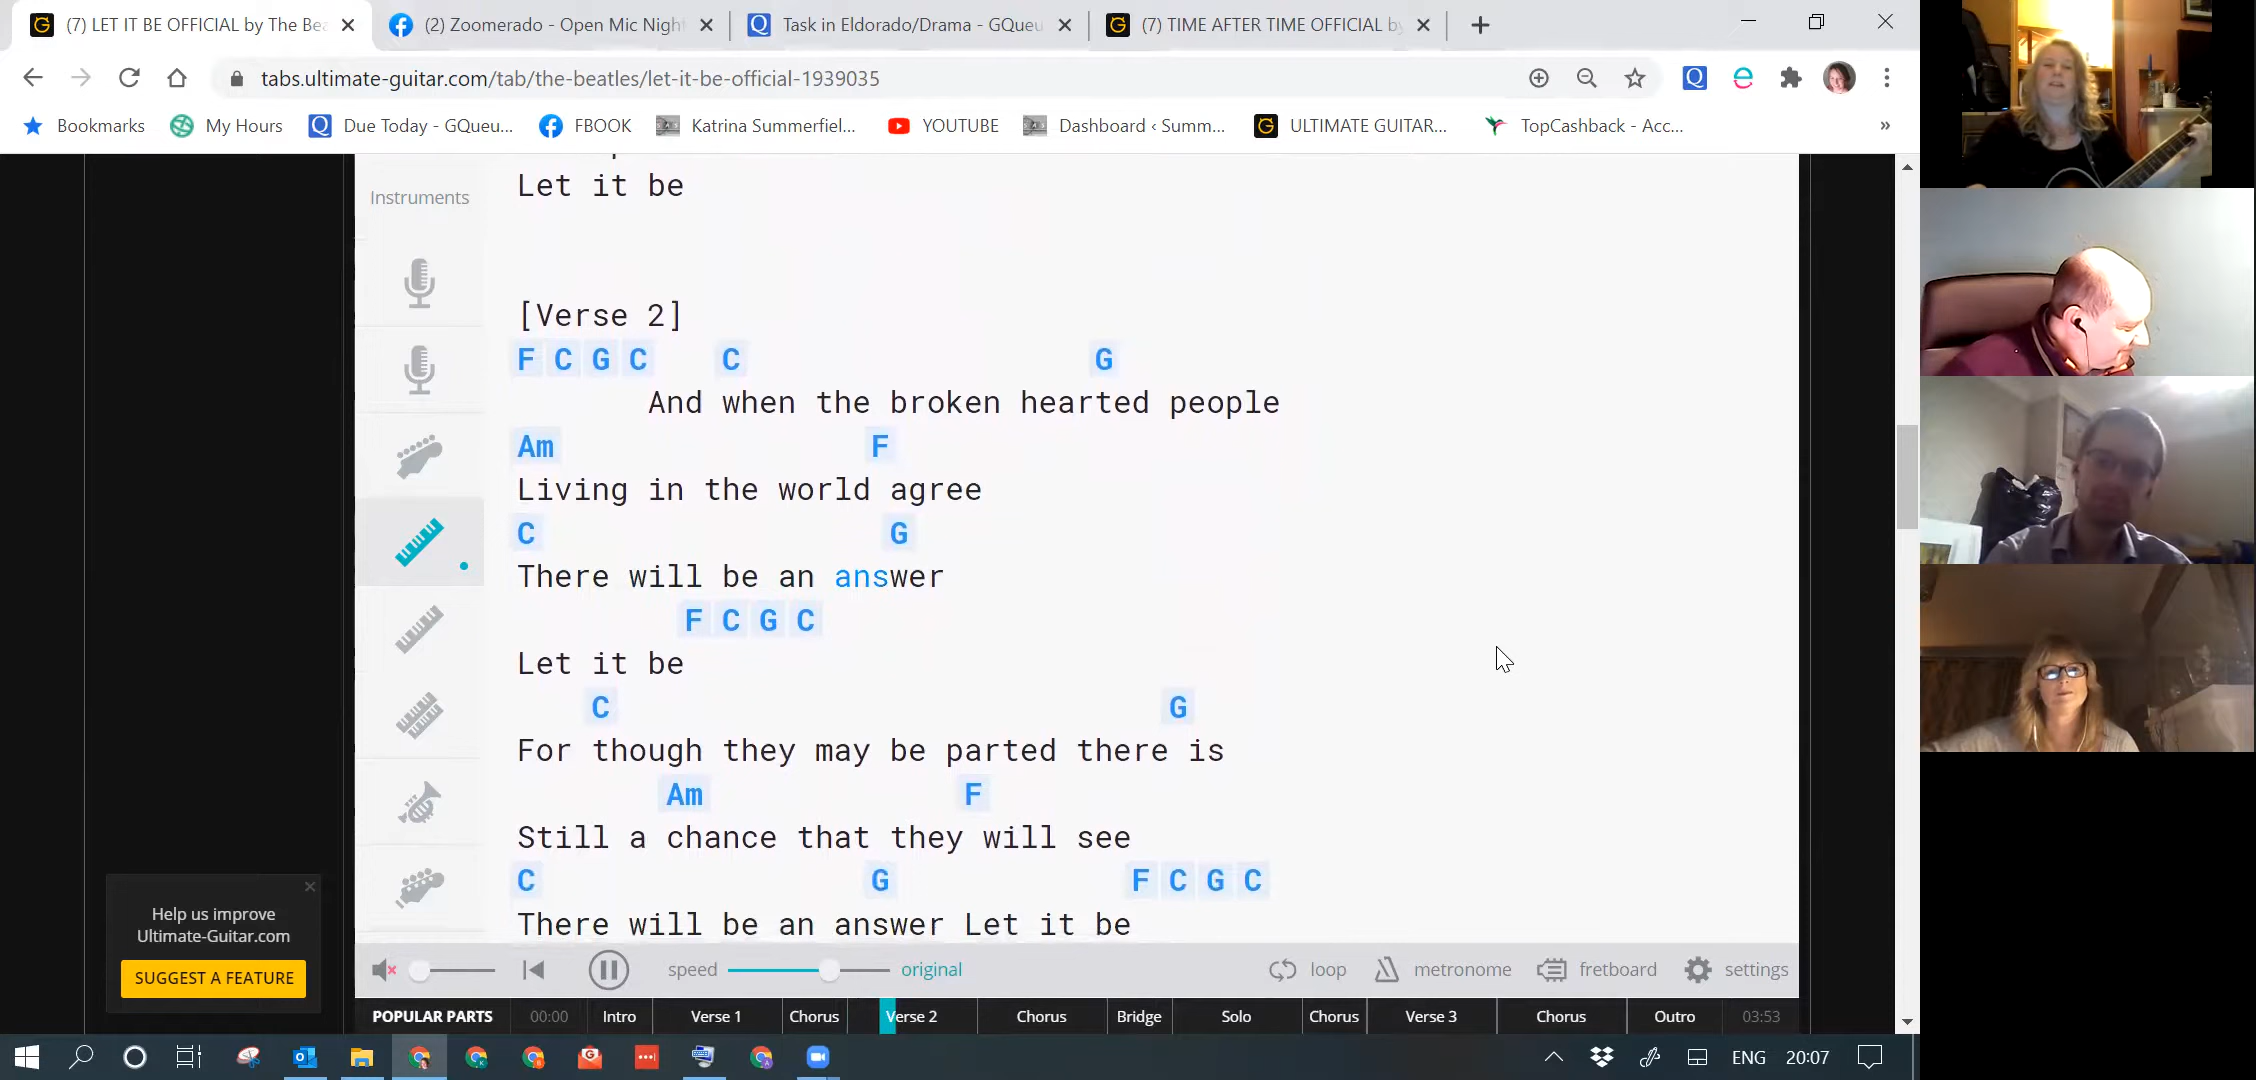 (7) LET IT BE OFFICIAL by The Bea
(2) Zoomerado - Open Mic Night
Task in Eldorado/Drama - GQueu
(7) TIME AFTER TIME OFFICIAL by
tabs.ultimate-guitar.com/tab/the-beatles/let-it-be-official-1939035
Bookmarks
My Hours
Due Today - GQueu...
FBOOK
Katrina Summerfiel...
YOUTUBE
Dashboard ‹ Summ...
ULTIMATE GUITAR...
TopCashback - Acc...
»
Instruments
Let it be
[Verse 2]
F C G C C G
And when the broken hearted people
Am F
Living in the world agree
C G
There will be an answer
F C G C
Let it be
C G
For though they may be parted there is
Am F
Still a chance that they will see
C G F C G C
There will be an answer Let it be
Help us improve
Ultimate-Guitar.com
SUGGEST A FEATURE
speed
original
loop
metronome
fretboard
settings
POPULAR PARTS
00:00
Intro
Verse 1
Chorus
Verse 2
Chorus
Bridge
Solo
Chorus
Verse 3
Chorus
Outro
03:53
ENG
20:07